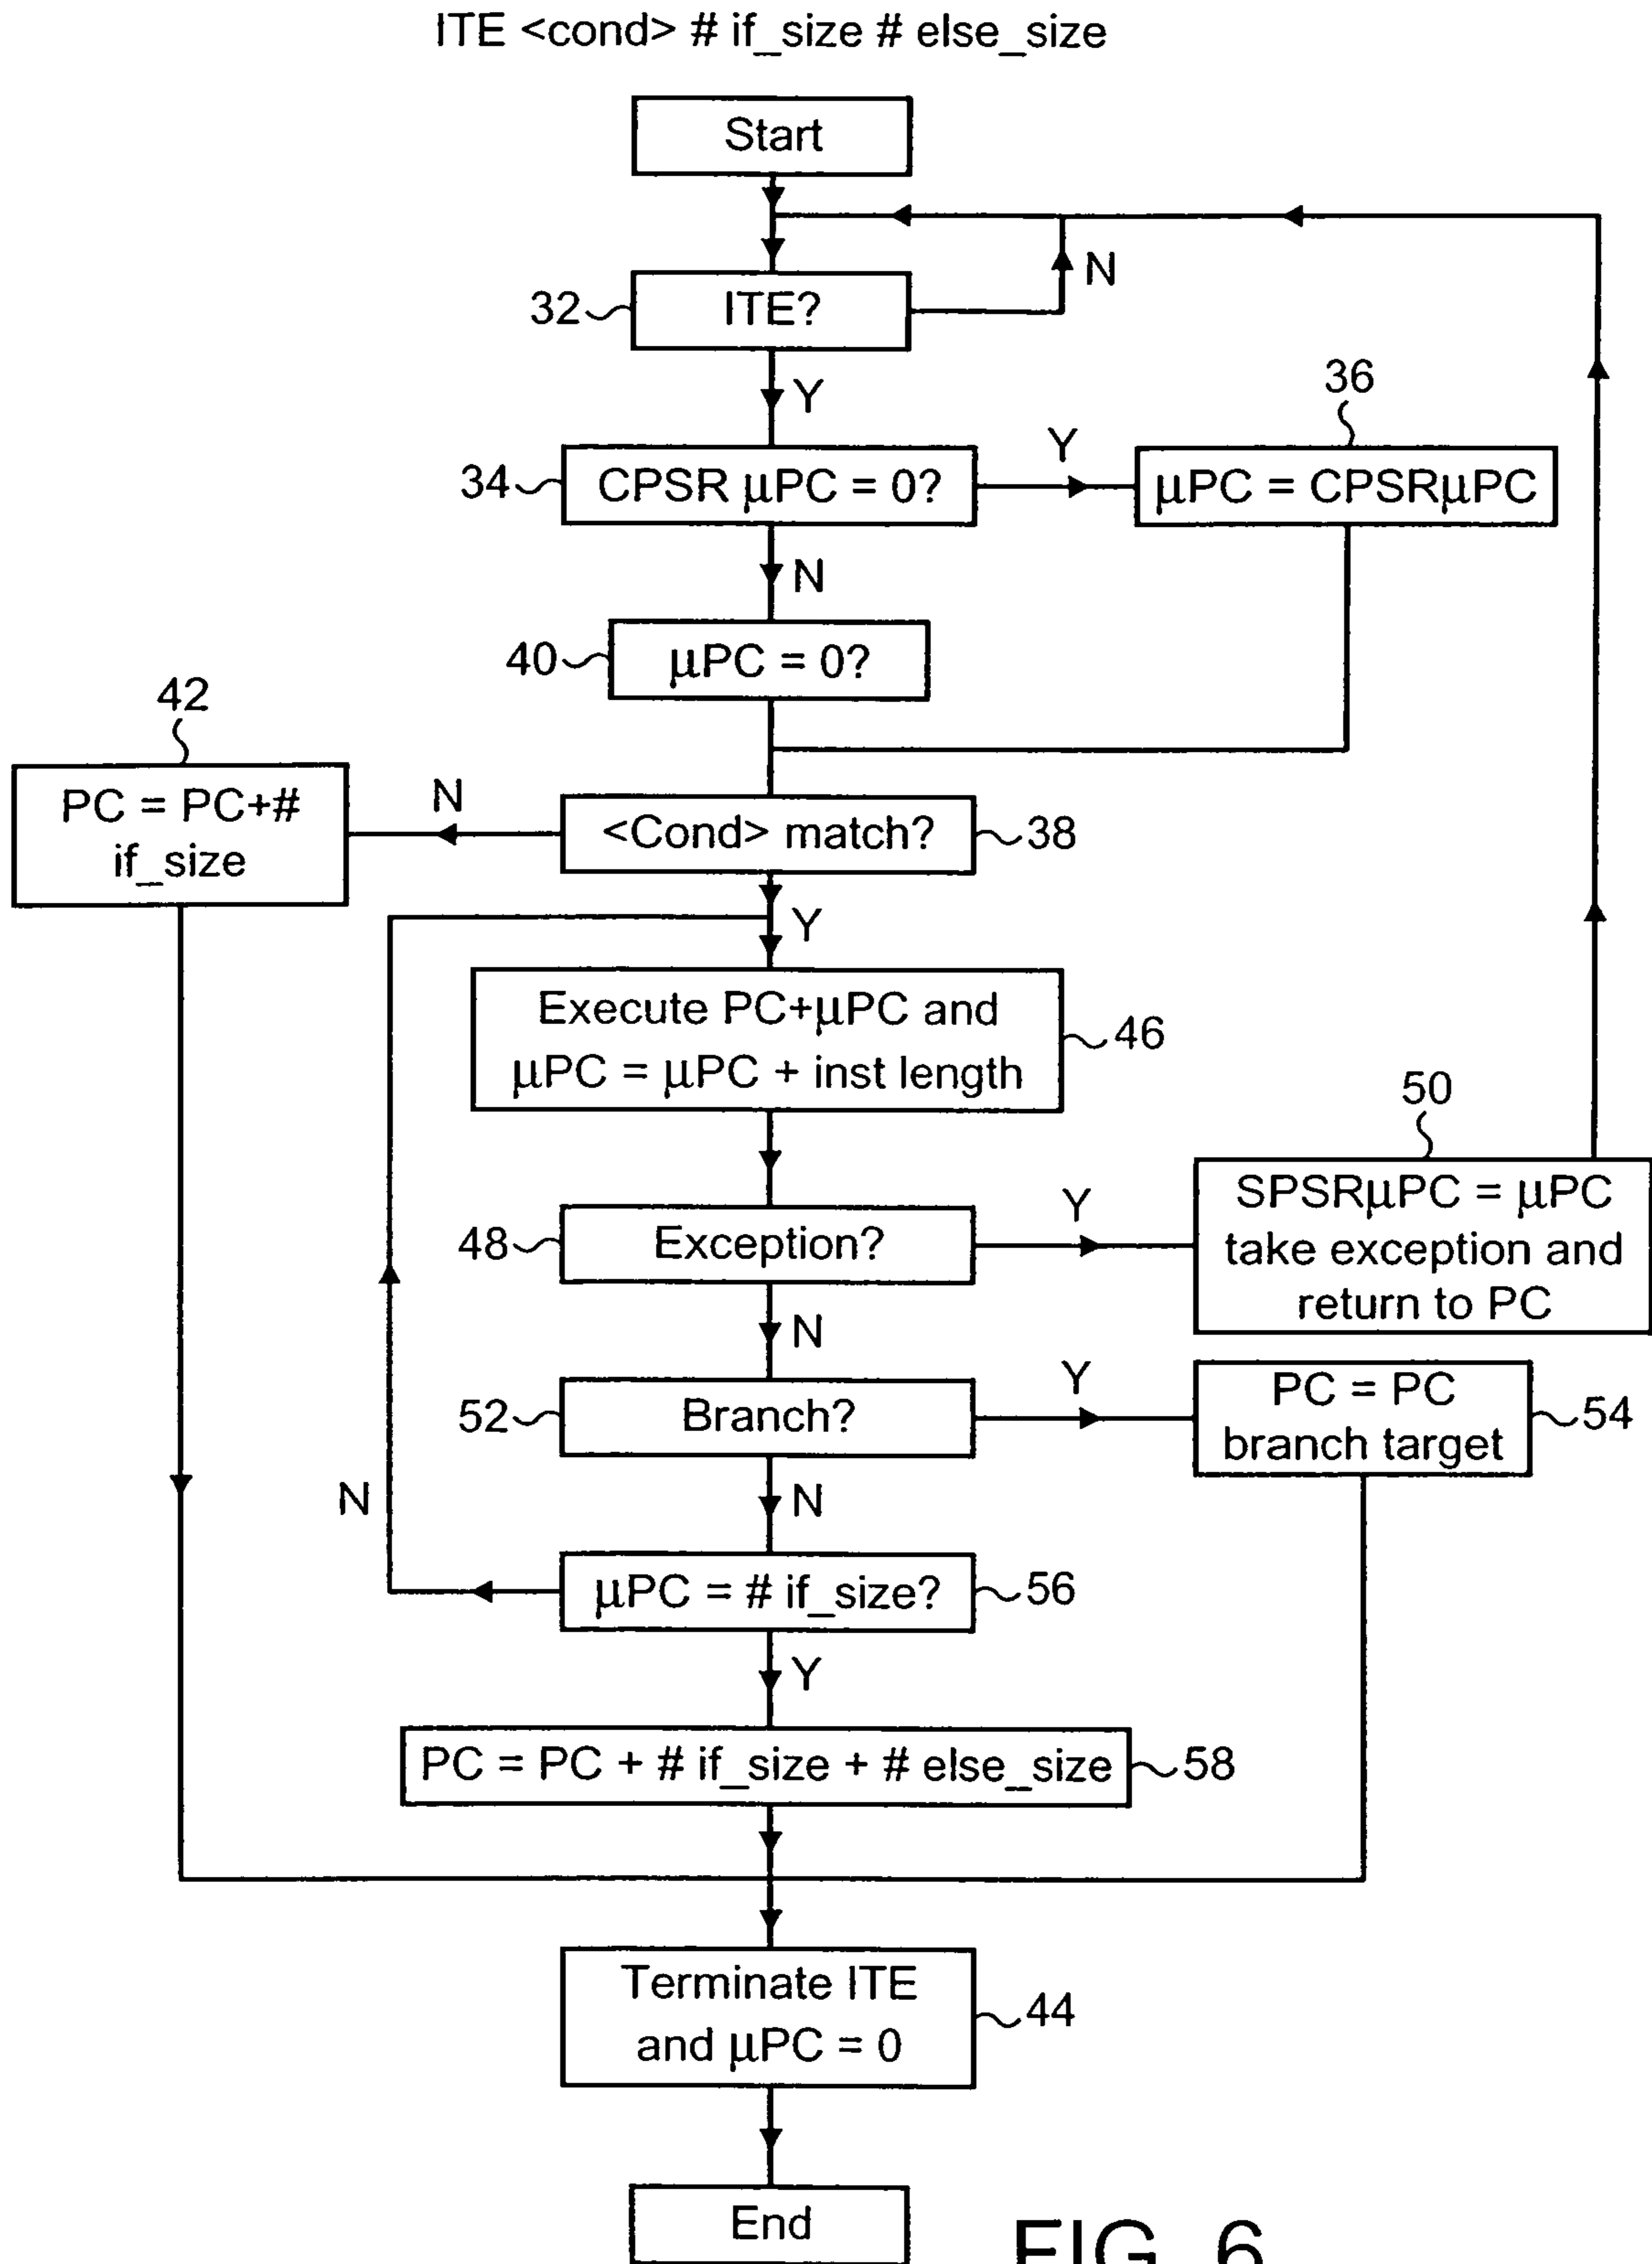 ITE <cond> # if_size # else_size
Start
32
ITE?
N
Y
34
CPSR µPC = 0?
Y
36
µPC = CPSRµPC
N
40
µPC = 0?
42
PC = PC+#
if_size
N
<Cond> match?
38
Y
Execute PC+µPC and
µPC = µPC + inst length
46
48
Exception?
Y
50
SPSRµPC = µPC
take exception and
return to PC
N
52
Branch?
Y
PC = PC
branch target
54
N
N
µPC = # if_size?
56
Y
PC = PC + # if_size + # else_size
58
Terminate ITE
and µPC = 0
44
End
FIG. 6